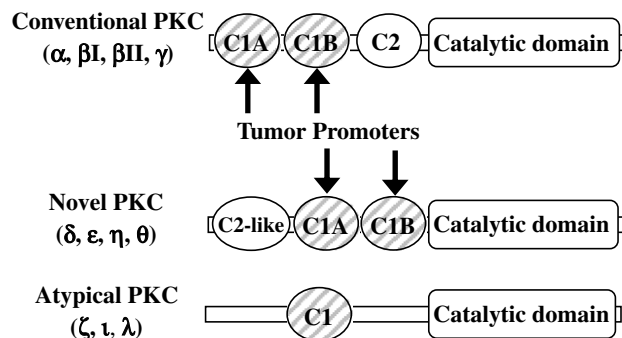 Conventional PKC
(α, βI, βII, γ)
C1A
C1B
C2
Catalytic domain
Tumor Promoters
Novel PKC
(δ, ε, η, θ)
C2-like
C1A
C1B
Catalytic domain
Atypical PKC
(ζ, ι, λ)
C1
Catalytic domain